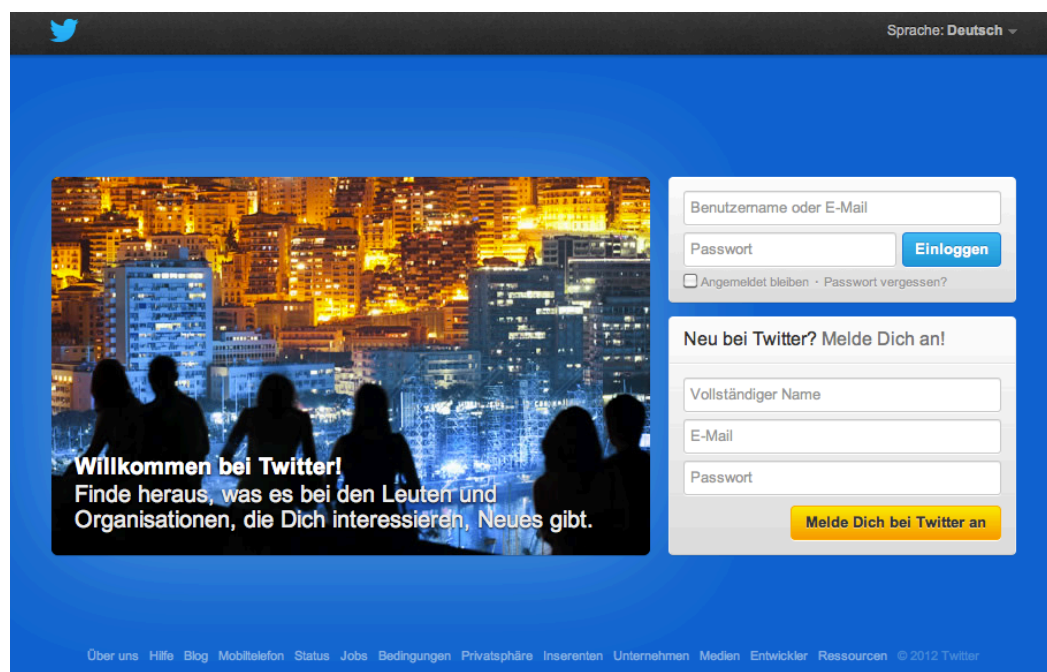 Sprache: Deutsch
Benutzername oder E-Mail
Passwort
Einloggen
Angemeldet bleiben · Passwort vergessen?
Willkommen bei Twitter!
Finde heraus, was es bei den Leuten und
Organisationen, die Dich interessieren, Neues gibt.
Neu bei Twitter? Melde Dich an!
Vollständiger Name
E-Mail
Passwort
Melde Dich bei Twitter an
Über uns Hilfe Blog Mobiltelefon Status Jobs Bedingungen Privatsphäre Inserenten Unternehmen Medien Entwickler Ressourcen © 2012 Twitter